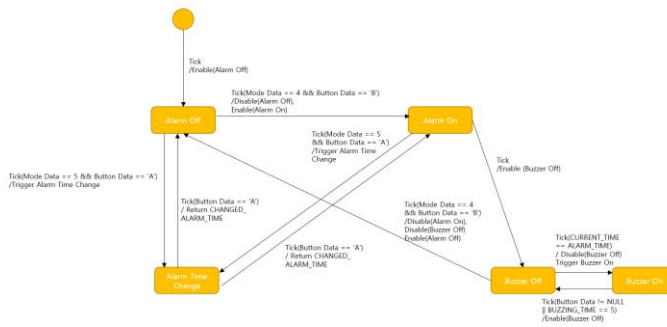 Tick
/Enable(Alarm Off)
Tick(Mode Data == 4 && Button Data == 'B')
/Disable(Alarm Off),
Enable(Alarm On)
Alarm Off
Alarm On
Tick(Mode Data == 5
&& Button Data == 'A')
/Trigger Alarm Time
Change
Tick
/Enable (Buzzer Off)
Tick(Mode Data == 5 && Button Data == 'A')
/Trigger Alarm Time Change
Tick(Button Data == 'A')
/ Return CHANGED_
ALARM_TIME
Tick(Mode Data == 4
&& Button Data == 'B')
/Disable(Alarm On),
Disable(Buzzer Off)
Enable(Alarm Off)
Tick(Button Data == 'A')
/ Return CHANGED_
ALARM_TIME
Tick(CURRENT_TIME
== ALARM_TIME)
/ Disable(Buzzer Off)
Trigger Buzzer On
Alarm Time
Change
Buzzer Off
Buzzer On
Tick(Button Data != NULL
|| BUZZING_TIME == 5)
/Enable(Buzzer Off)